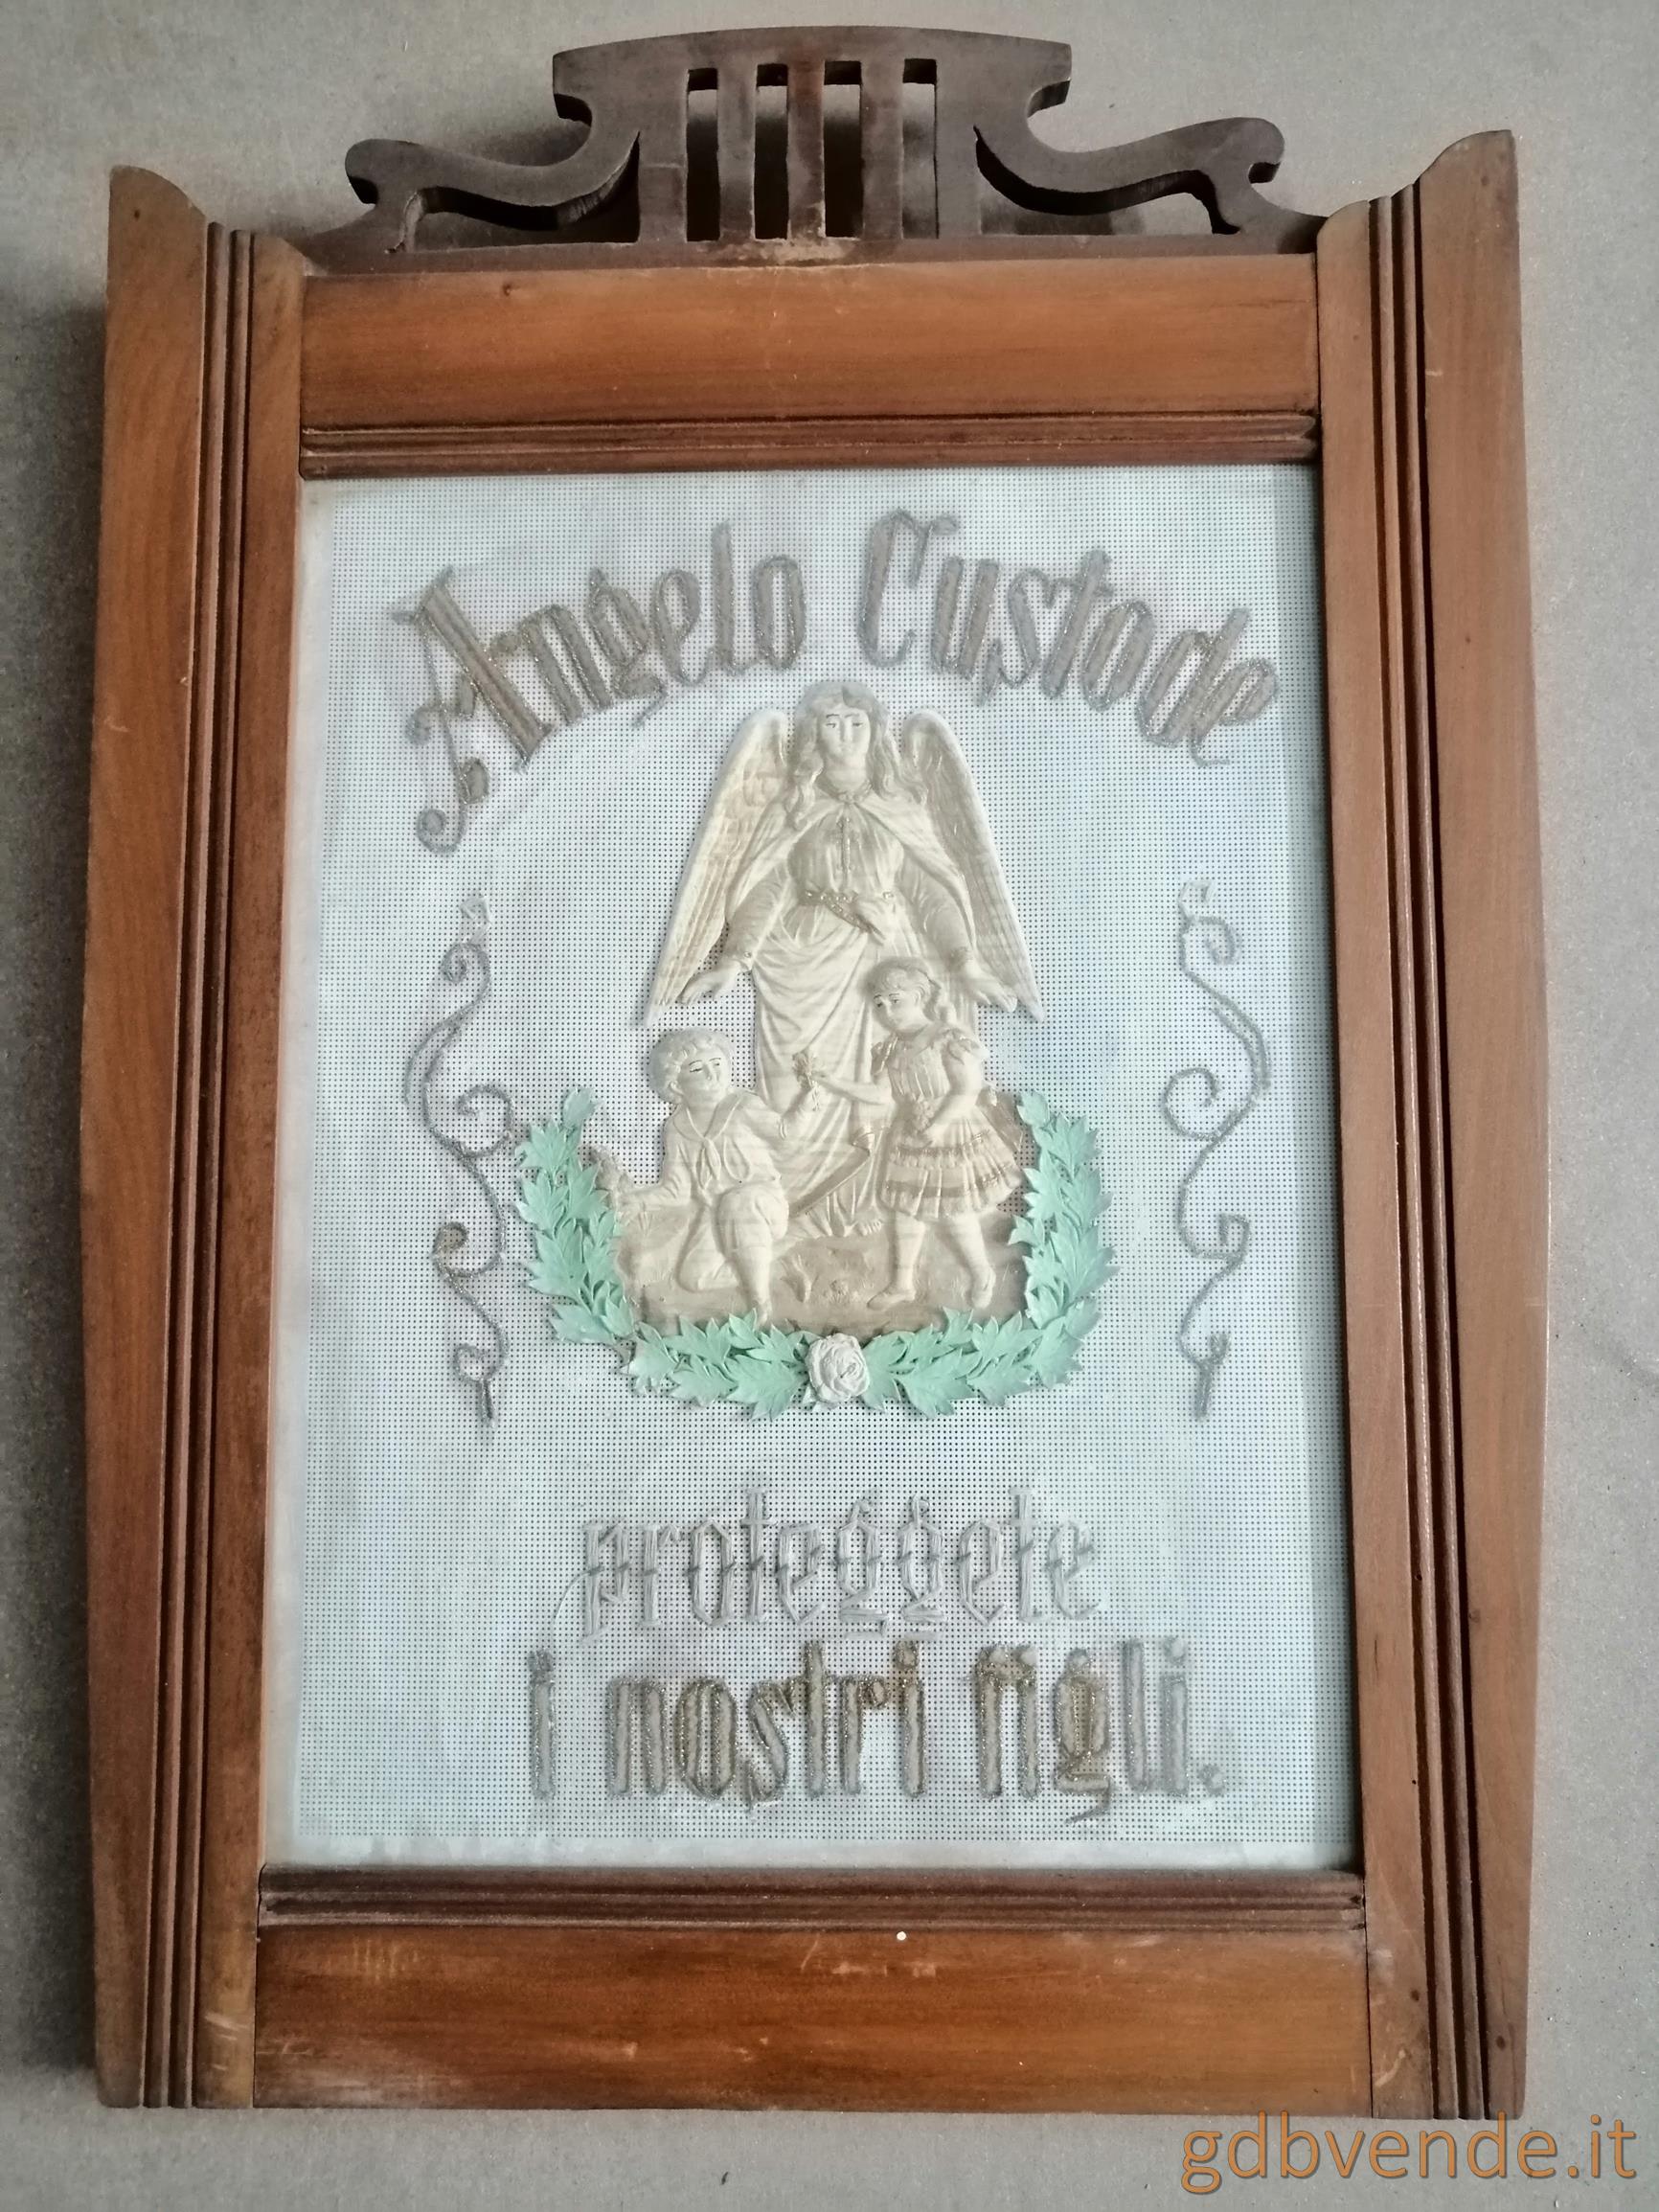 Angelo Custode
proteggete
i nostri figli.
gdbvende.it